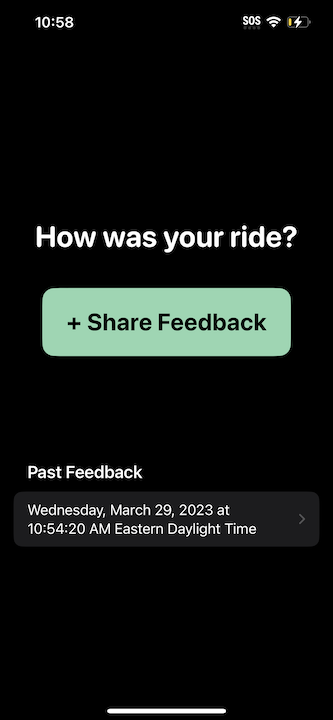 10:58 SOS
How was your ride?
+ Share Feedback
Past Feedback
Wednesday, March 29, 2023 at
10:54:20 AM Eastern Daylight Time